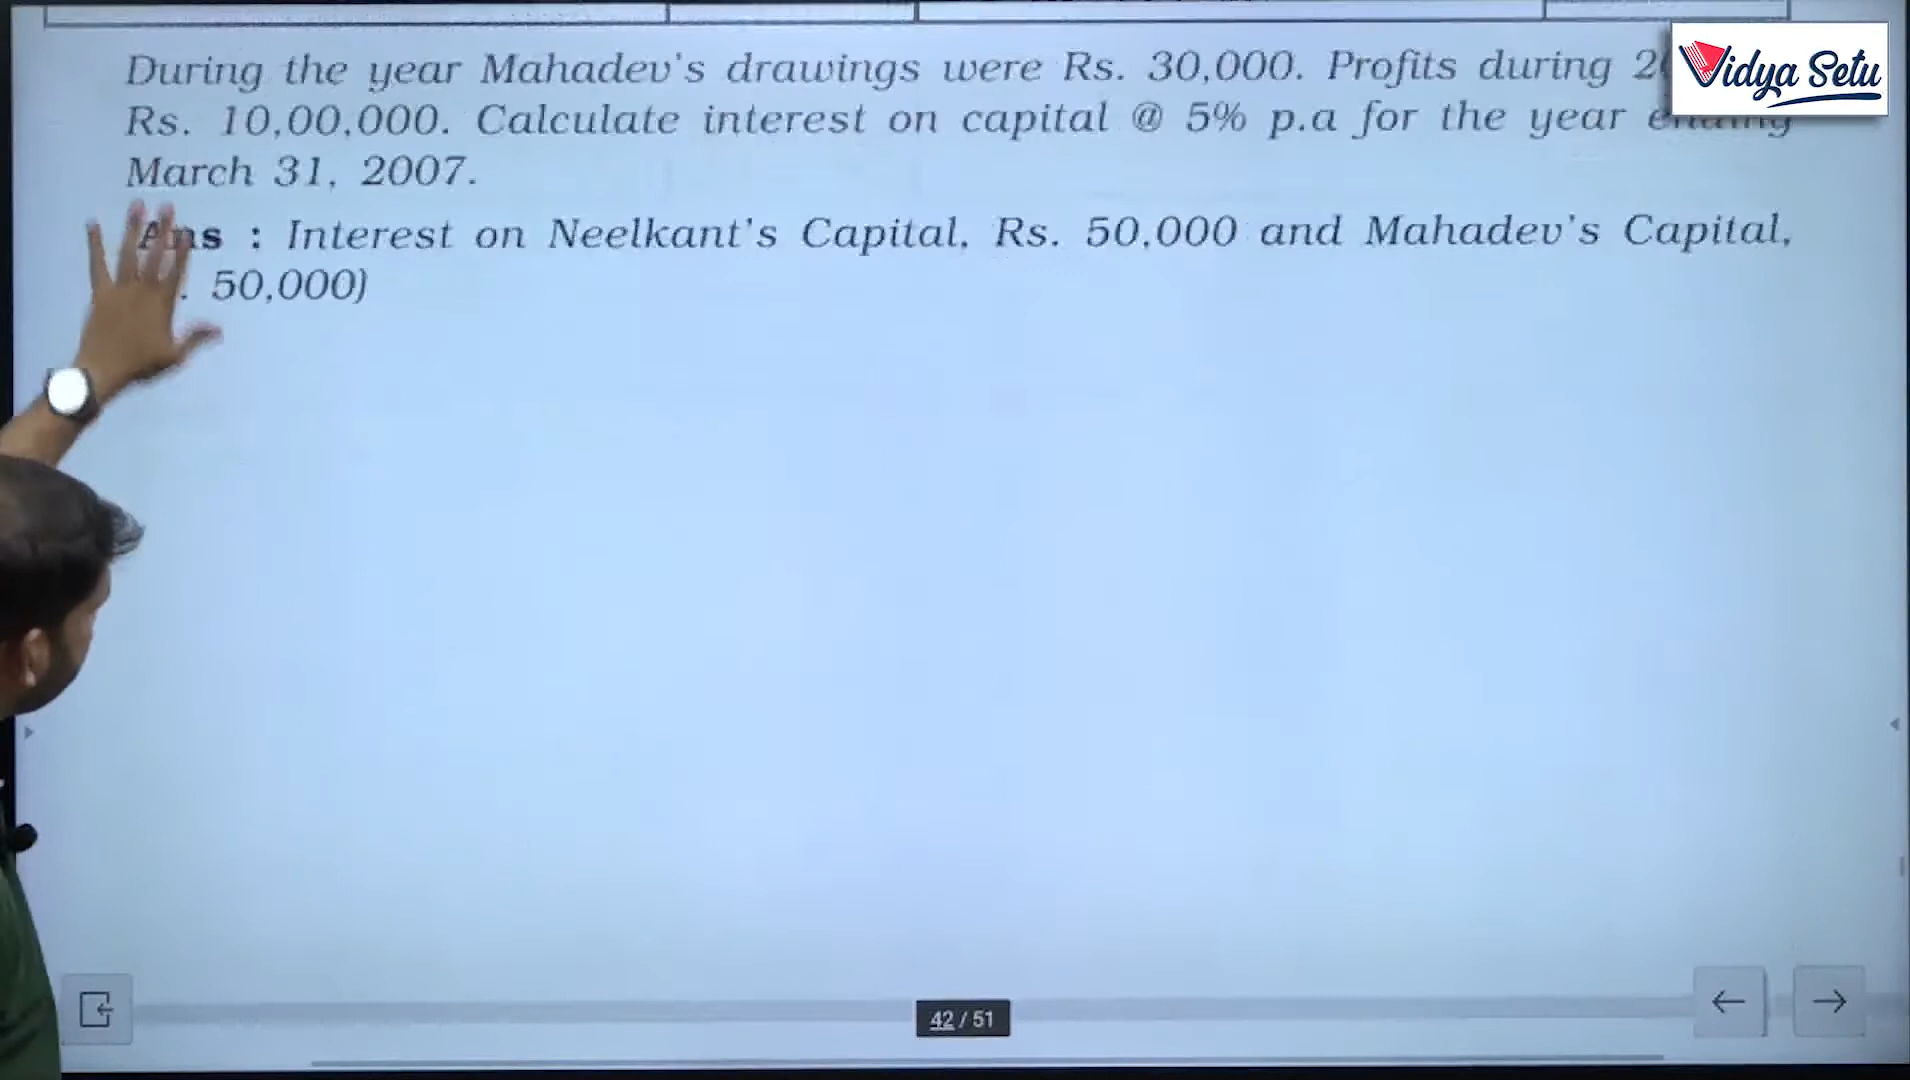 During the year Mahadev's drawings were Rs. 30,000. Profits during
Rs. 10,00,000. Calculate interest on capital @ 5% p.a for the year ending
March 31, 2007.
Ans : Interest on Neelkant's Capital, Rs. 50,000 and Mahadev's Capital,
. 50,000)
Vidya Setu
42 / 51